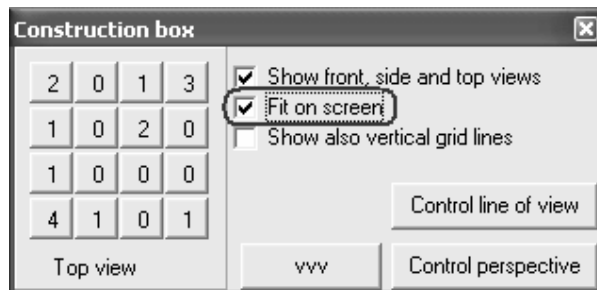 Construction box
2 0 1 3
1 0 2 0
1 0 0 0
4 1 0 1
Top view
Show front, side and top views
Fit on screen
Show also vertical grid lines
Control line of view
vvv
Control perspective